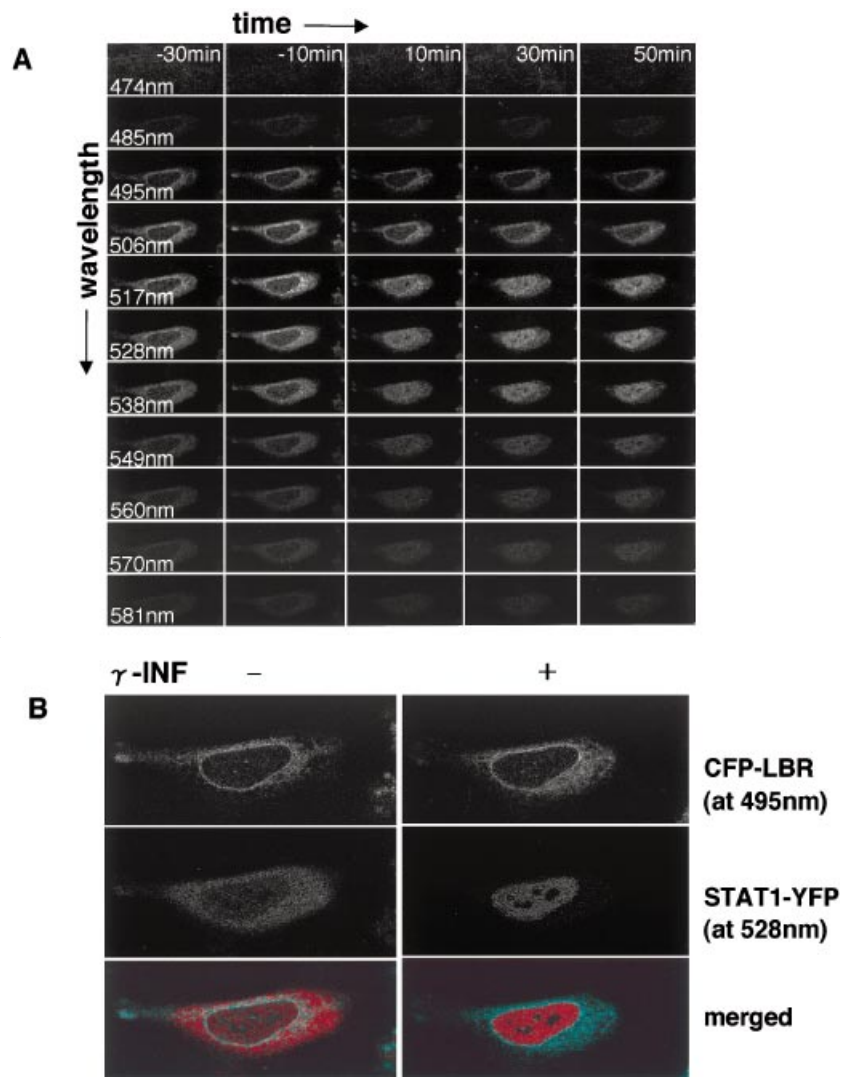 time
A
-30min -10min 10min 30min 50min
wavelength
474nm
485nm
495nm
506nm
517nm
528nm
538nm
549nm
560nm
570nm
581nm
γ-INF - +
B
CFP-LBR
(at 495nm)
STAT1-YFP
(at 528nm)
merged